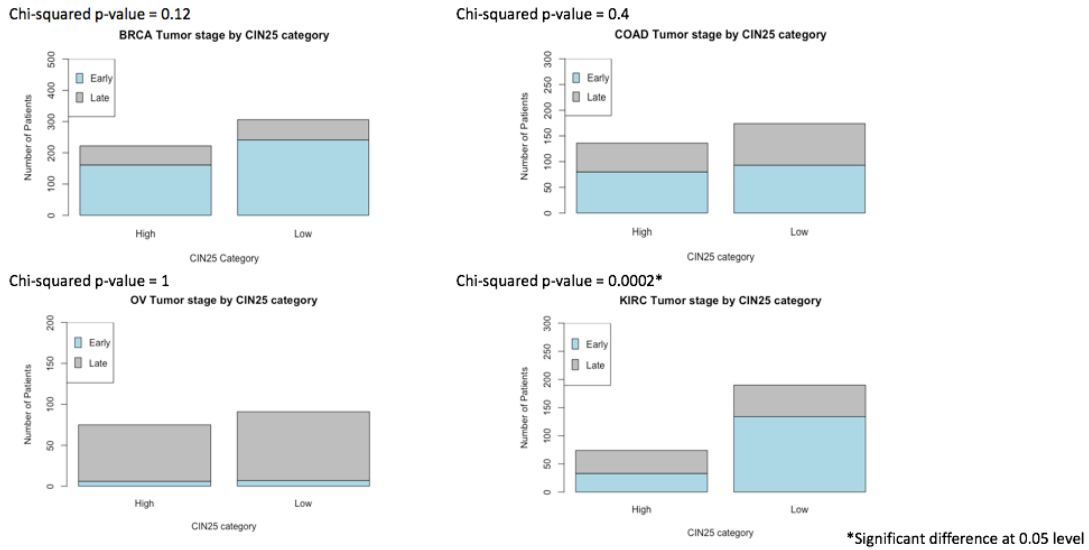 Chi-squared p-value = 0.12
BRCA Tumor stage by CIN25 category
Number of Patients
500
400
300
200
100
0
Early
Late
High
Low
CIN25 Category
Chi-squared p-value = 0.4
COAD Tumor stage by CIN25 category
Number of Patients
300
250
200
150
100
50
0
Early
Late
High
Low
CIN25 category
Chi-squared p-value = 1
OV Tumor stage by CIN25 category
Number of Patients
200
150
100
50
0
Early
Late
High
Low
CIN25 category
Chi-squared p-value = 0.0002*
KIRC Tumor stage by CIN25 category
Number of Patients
300
250
200
150
100
50
0
Early
Late
High
Low
CIN25 category
*Significant difference at 0.05 level